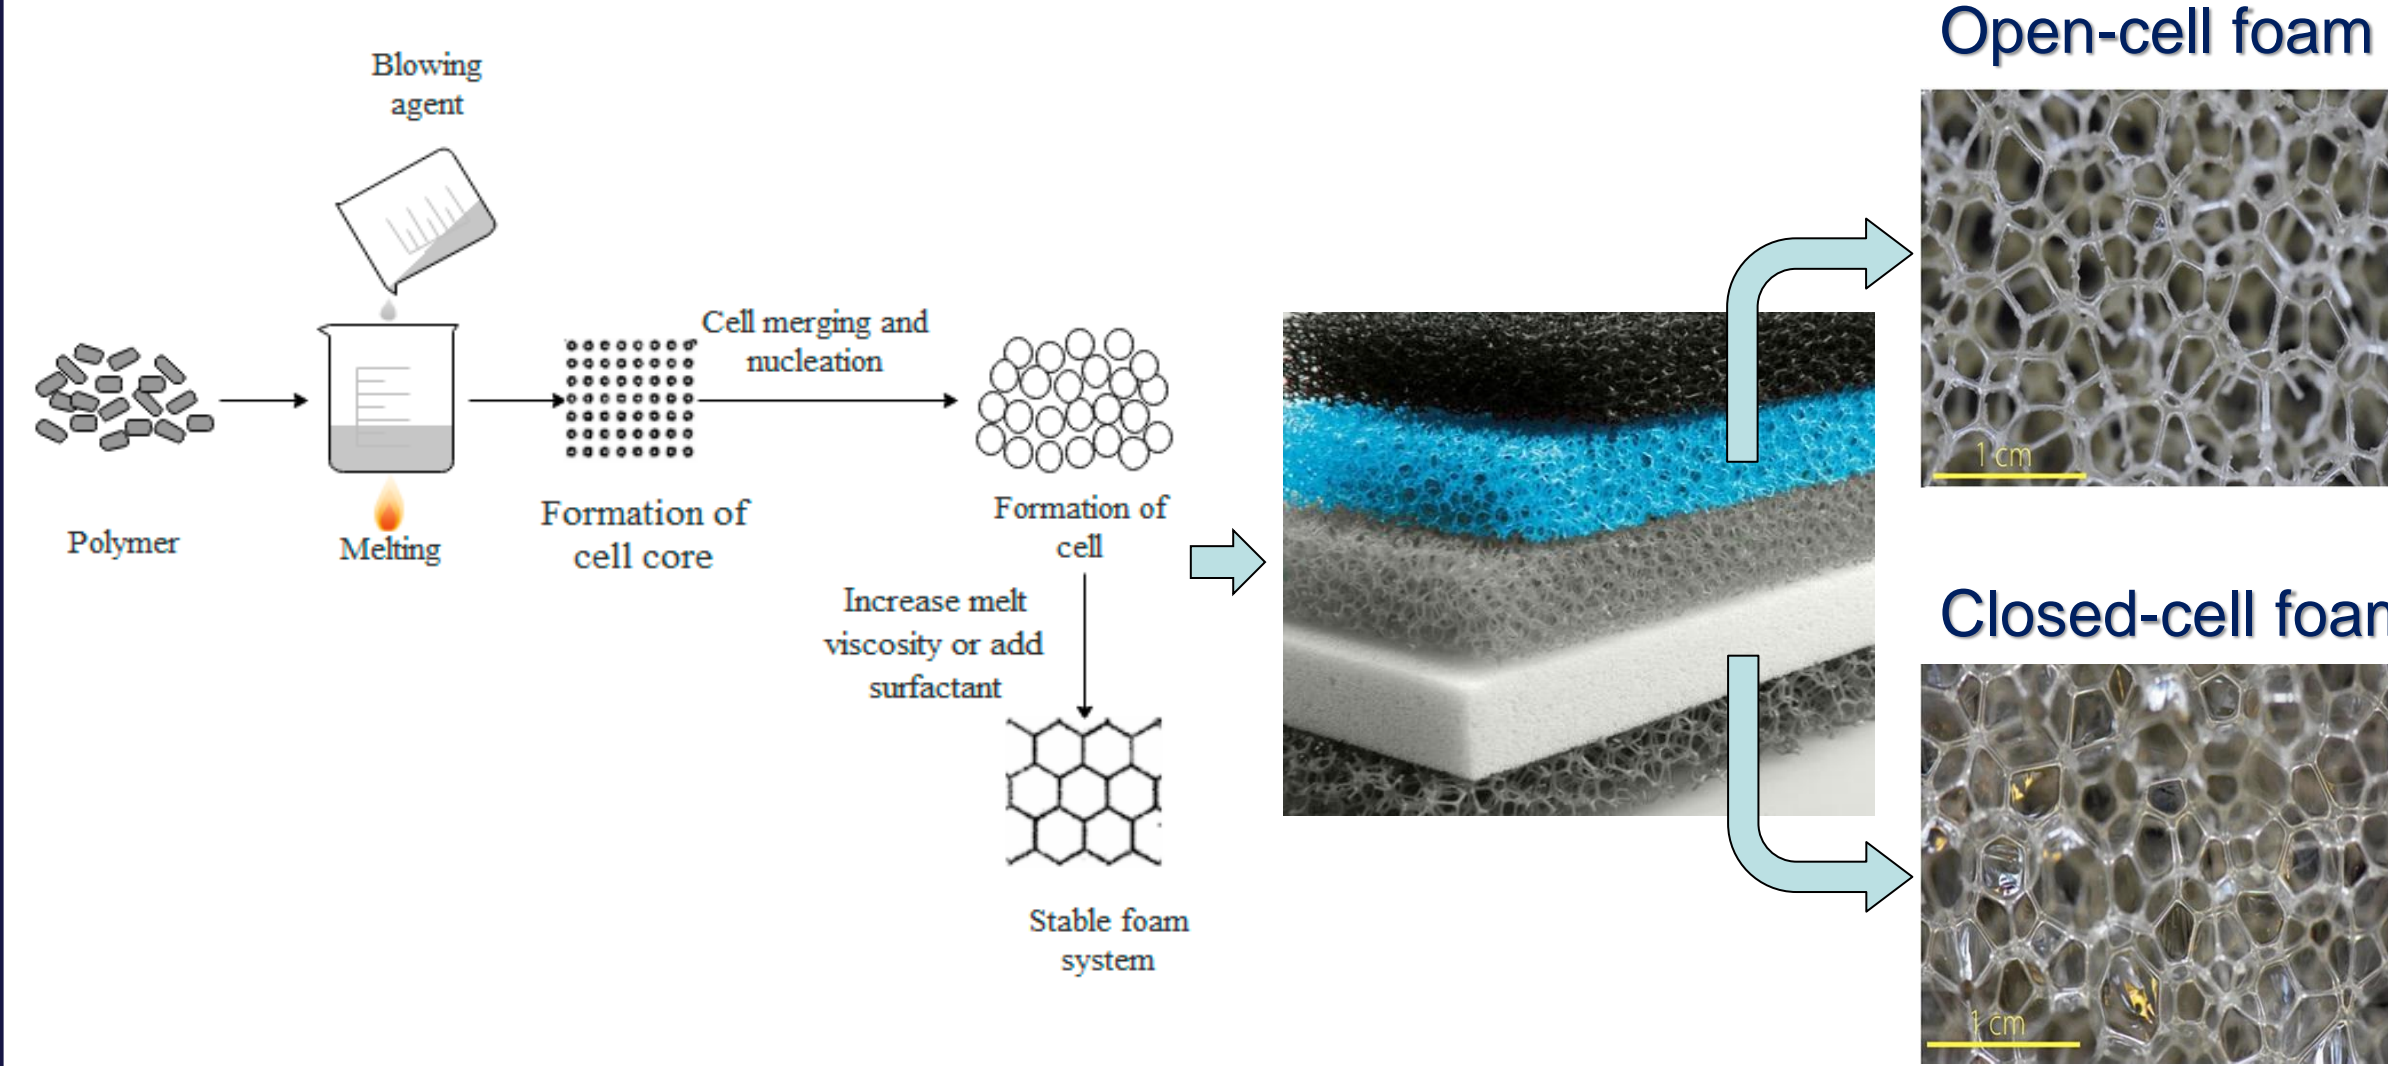 Open-cell foam
Blowing
agent
Cell merging and
nucleation
Polymer
Melting
Formation of
cell core
Formation of
cell
Increase melt
viscosity or add
surfactant
Stable foam
system
1 cm
Closed-cell foam
1 cm